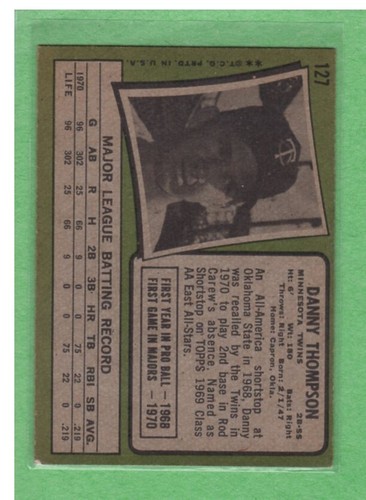 127
DANNY THOMPSON
MINNESOTA TWINS 2B-SS
Ht: 6' Wt: 180 Bats: Right
Throws: Right Born: 2/1/47
Home: Capron, Okla.
An All-America shortstop at
Oklahoma State in 1968, Danny
was recalled by the Twins in
1970 to play 2nd base in Rod
Carew's absence. Named as
Shortstop on TOPPS 1969 Class
AA East All-Stars.
FIRST YEAR IN PRO BALL — 1968
FIRST GAME IN MAJORS — 1970
★★©T.C.G. PRTD. IN U.S.A.
MAJOR LEAGUE BATTING RECORD
G AB R H 2B 3B HR TB RBI SB AVG.
1970 96 302 25 66 9 0 0 75 22 0 .219
LIFE 96 302 25 66 9 0 0 75 22 0 .219